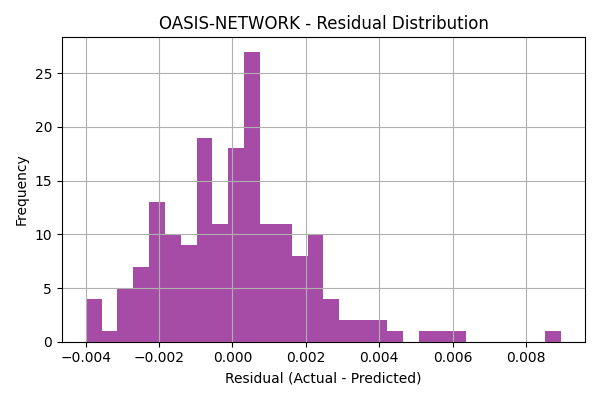 OASIS-NETWORK - Residual Distribution
25
20
15
10
5
0
Frequency
−0.004 −0.002 0.000 0.002 0.004 0.006 0.008
Residual (Actual - Predicted)